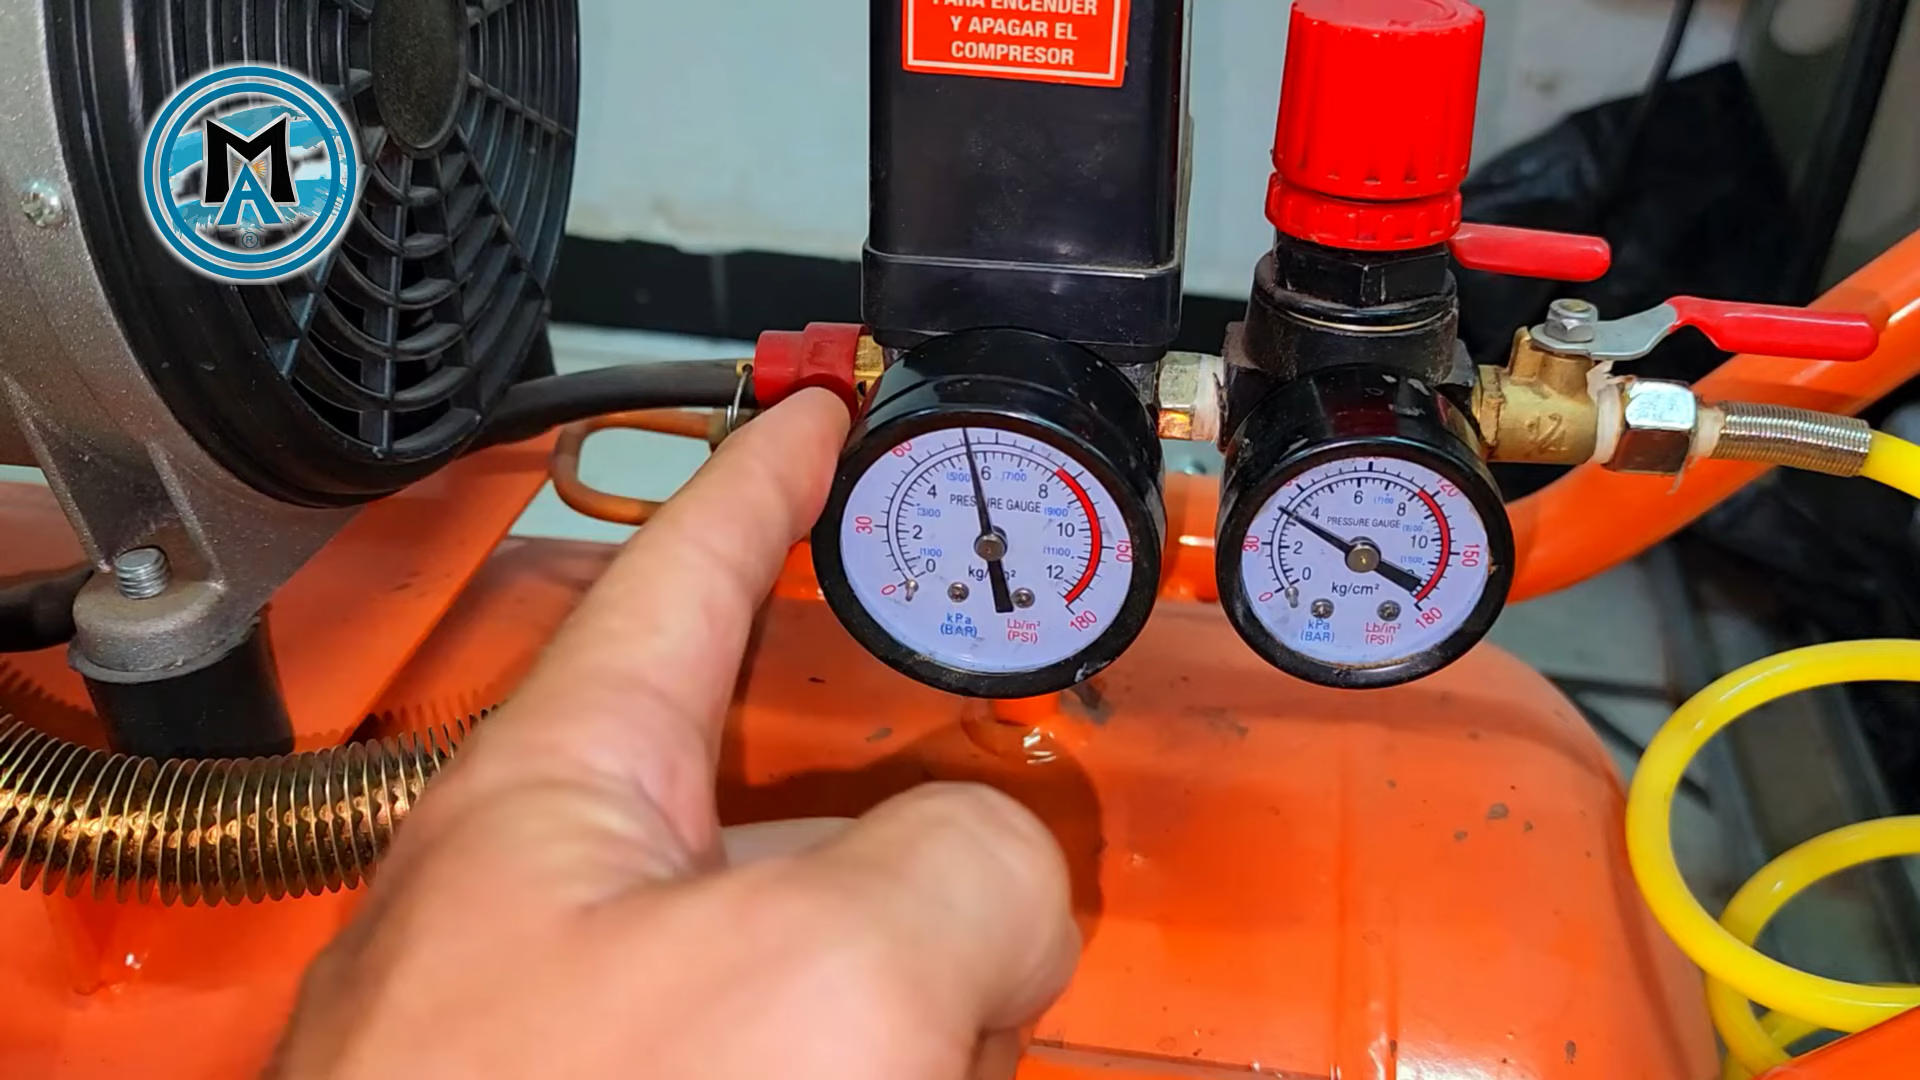 PARA ENCENDER
Y APAGAR EL
COMPRESOR
MA
®
PRESSURE GAUGE
0
30
60
150
180
0
2
4
6
8
10
12
kg/cm²
kPa
(BAR)
Lb/in²
(PSI)
PRESSURE GAUGE
0
30
120
150
180
0
2
4
6
8
10
kg/cm²
kPa
(BAR)
Lb/in²
(PSI)